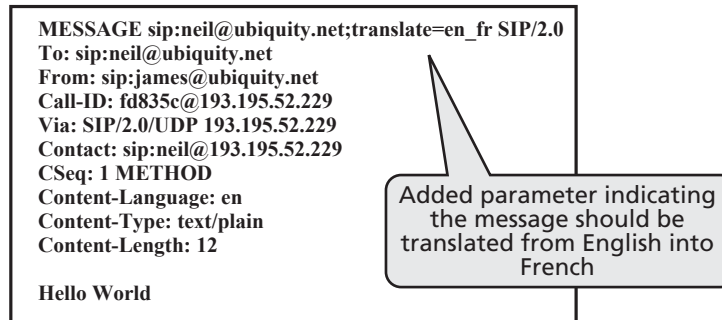 MESSAGE sip:neil@ubiquity.net;translate=en_fr SIP/2.0
To: sip:neil@ubiquity.net
From: sip:james@ubiquity.net
Call-ID: fd835c@193.195.52.229
Via: SIP/2.0/UDP 193.195.52.229
Contact: sip:neil@193.195.52.229
CSeq: 1 METHOD
Content-Language: en
Content-Type: text/plain
Content-Length: 12
Hello World
Added parameter indicating
the message should be
translated from English into
French